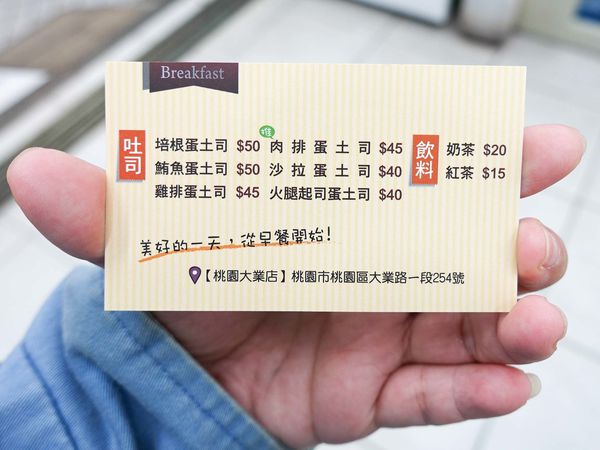 Breakfast
吐司
培根蛋土司 $50
鮪魚蛋土司 $50
雞排蛋土司 $45
推
肉排蛋土司 $45
沙拉蛋土司 $40
火腿起司蛋土司 $40
飲料
奶茶 $20
紅茶 $15
美好的一天，從早餐開始!
【桃園大業店】桃園市桃園區大業路一段254號